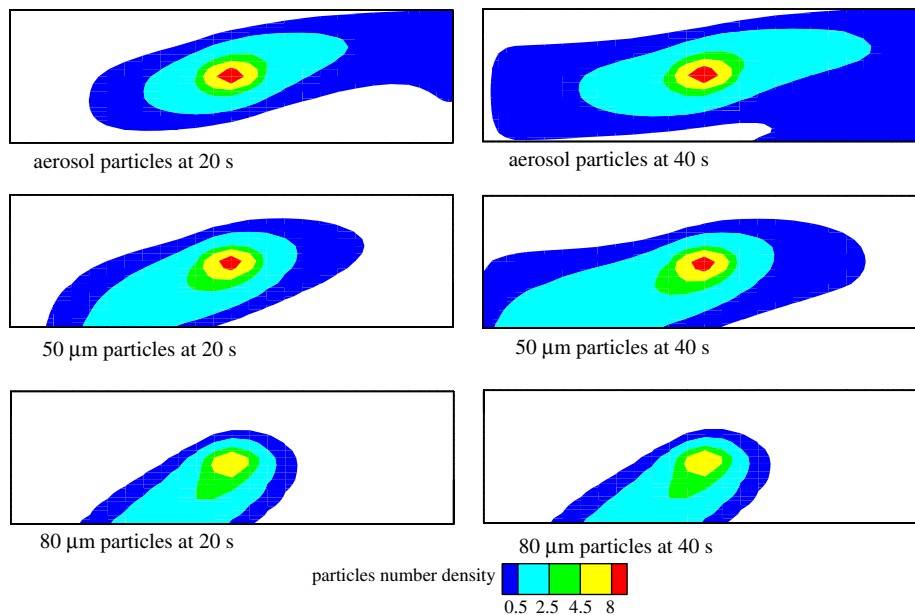 aerosol particles at 20 s
aerosol particles at 40 s
50 μm particles at 20 s
50 μm particles at 40 s
80 μm particles at 20 s
80 μm particles at 40 s
particles number density
0.5 2.5 4.5 8